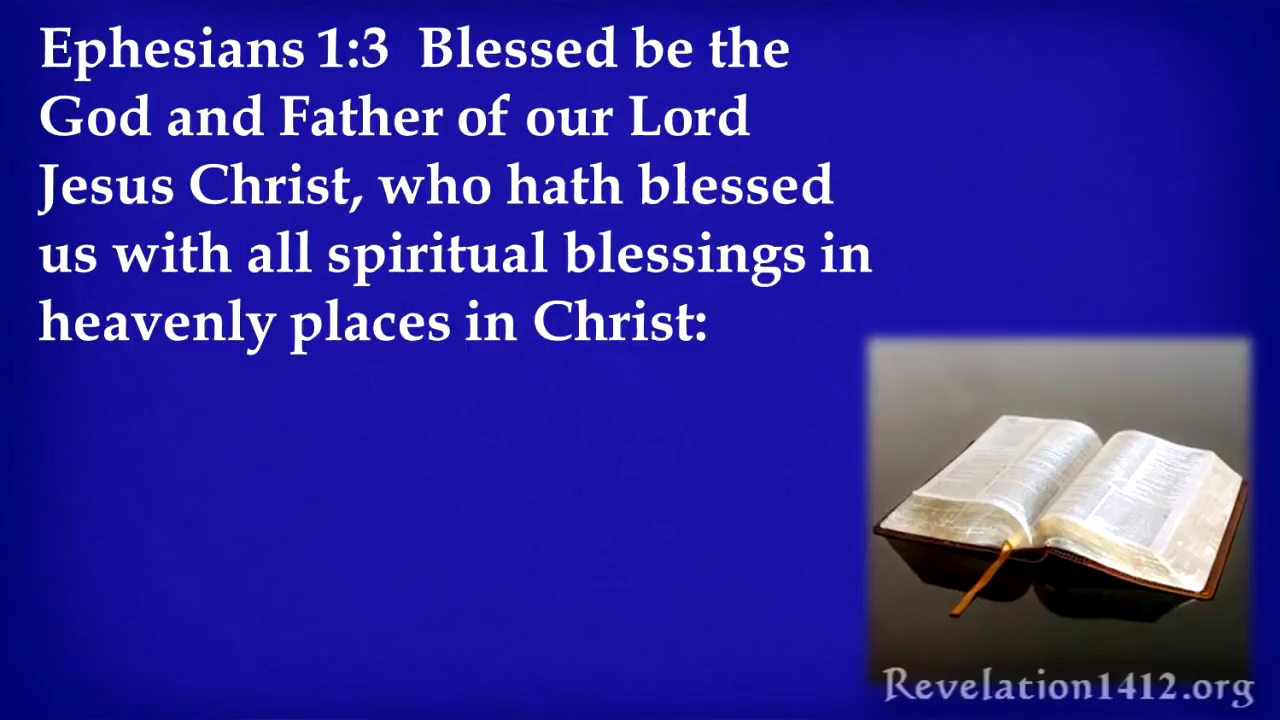 Ephesians 1:3  Blessed be the
God and Father of our Lord
Jesus Christ, who hath blessed
us with all spiritual blessings in
heavenly places in Christ:
Revelation1412.org